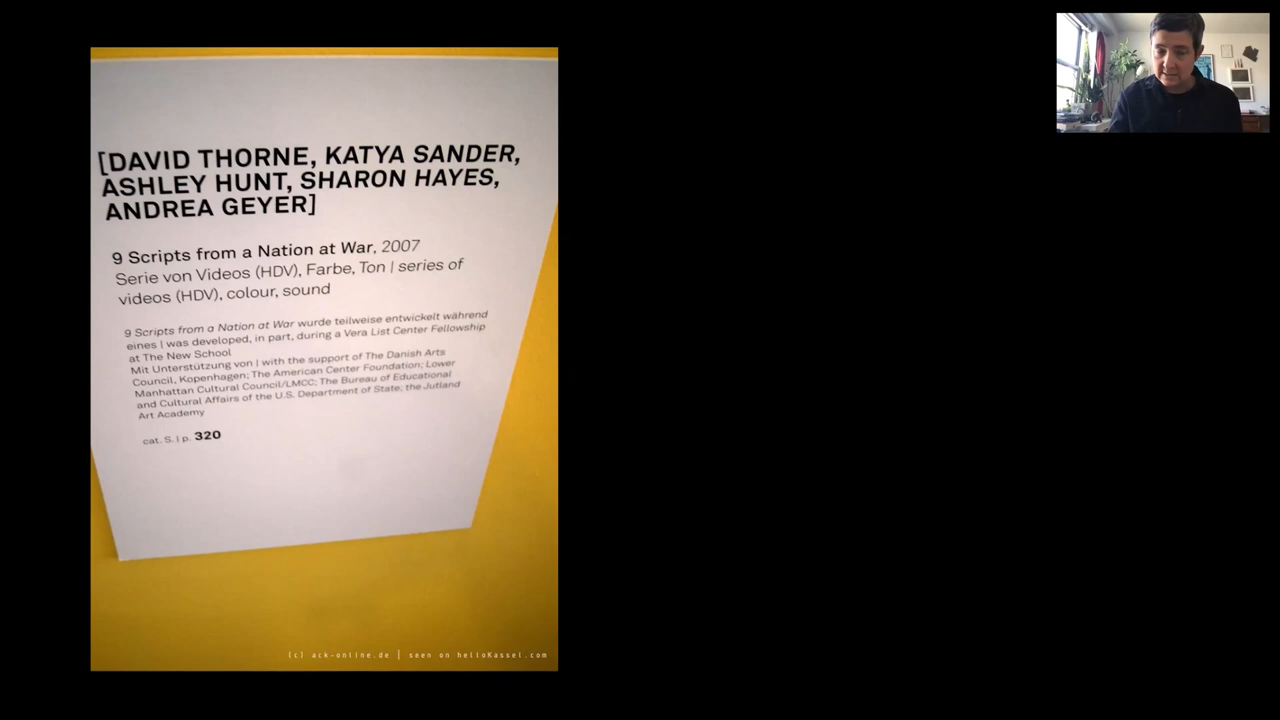 [DAVID THORNE, KATYA SANDER,
ASHLEY HUNT, SHARON HAYES,
ANDREA GEYER]
9 Scripts from a Nation at War, 2007
Serie von Videos (HDV), Farbe, Ton | series of
videos (HDV), colour, sound
9 Scripts from a Nation at War wurde teilweise entwickelt während
eines | was developed, in part, during a Vera List Center Fellowship
at The New School
Mit Unterstützung von | with the support of The Danish Arts
Council, Kopenhagen; The American Center Foundation; Lower
Manhattan Cultural Council/LMCC; The Bureau of Educational
and Cultural Affairs of the U.S. Department of State; the Jutland
Art Academy
cat. S. | p. 320
(c) ack-online.de | seen on helloKassel.com